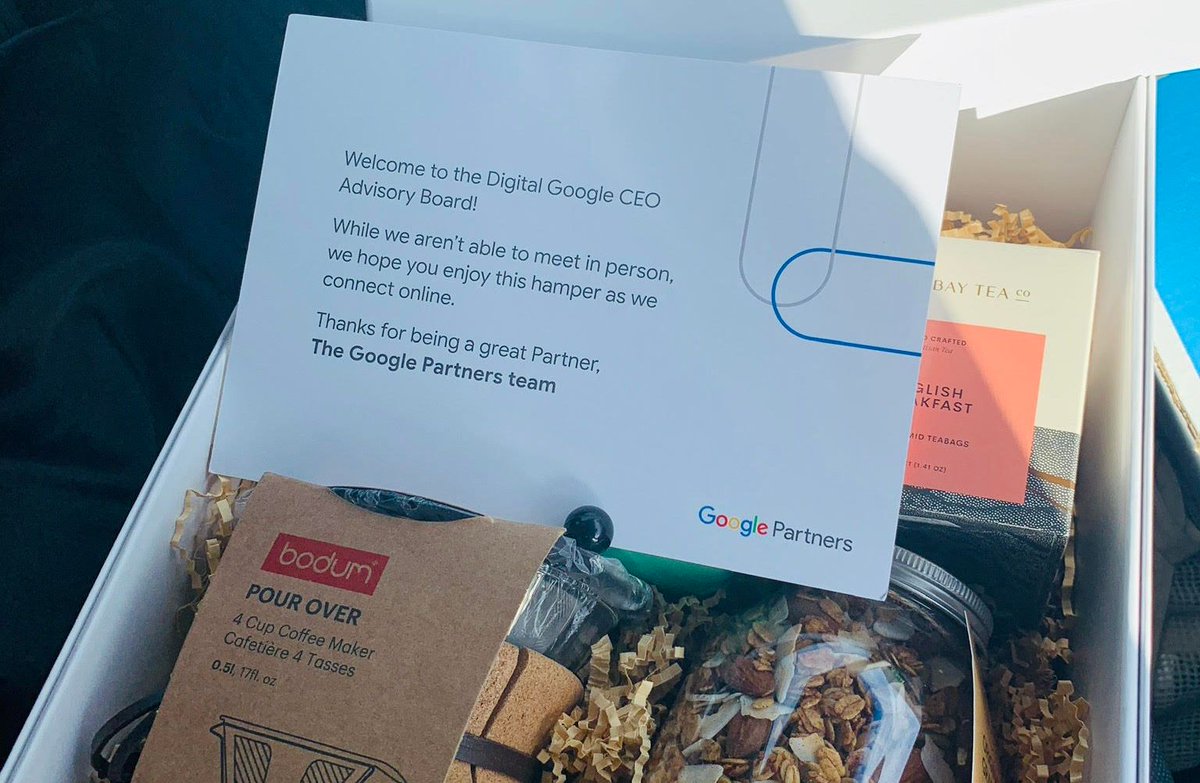 Welcome to the Digital Google CEO
Advisory Board!
While we aren't able to meet in person,
we hope you enjoy this hamper as we
connect online.
Thanks for being a great Partner,
The Google Partners team
Google Partners
BAY TEA CO
CRAFTED
GLISH
AKFAST
TEABAGS
(1.41 OZ)
bodum®
POUR OVER
4 Cup Coffee Maker
Cafetière 4 Tasses
0.5l, 17fl. oz